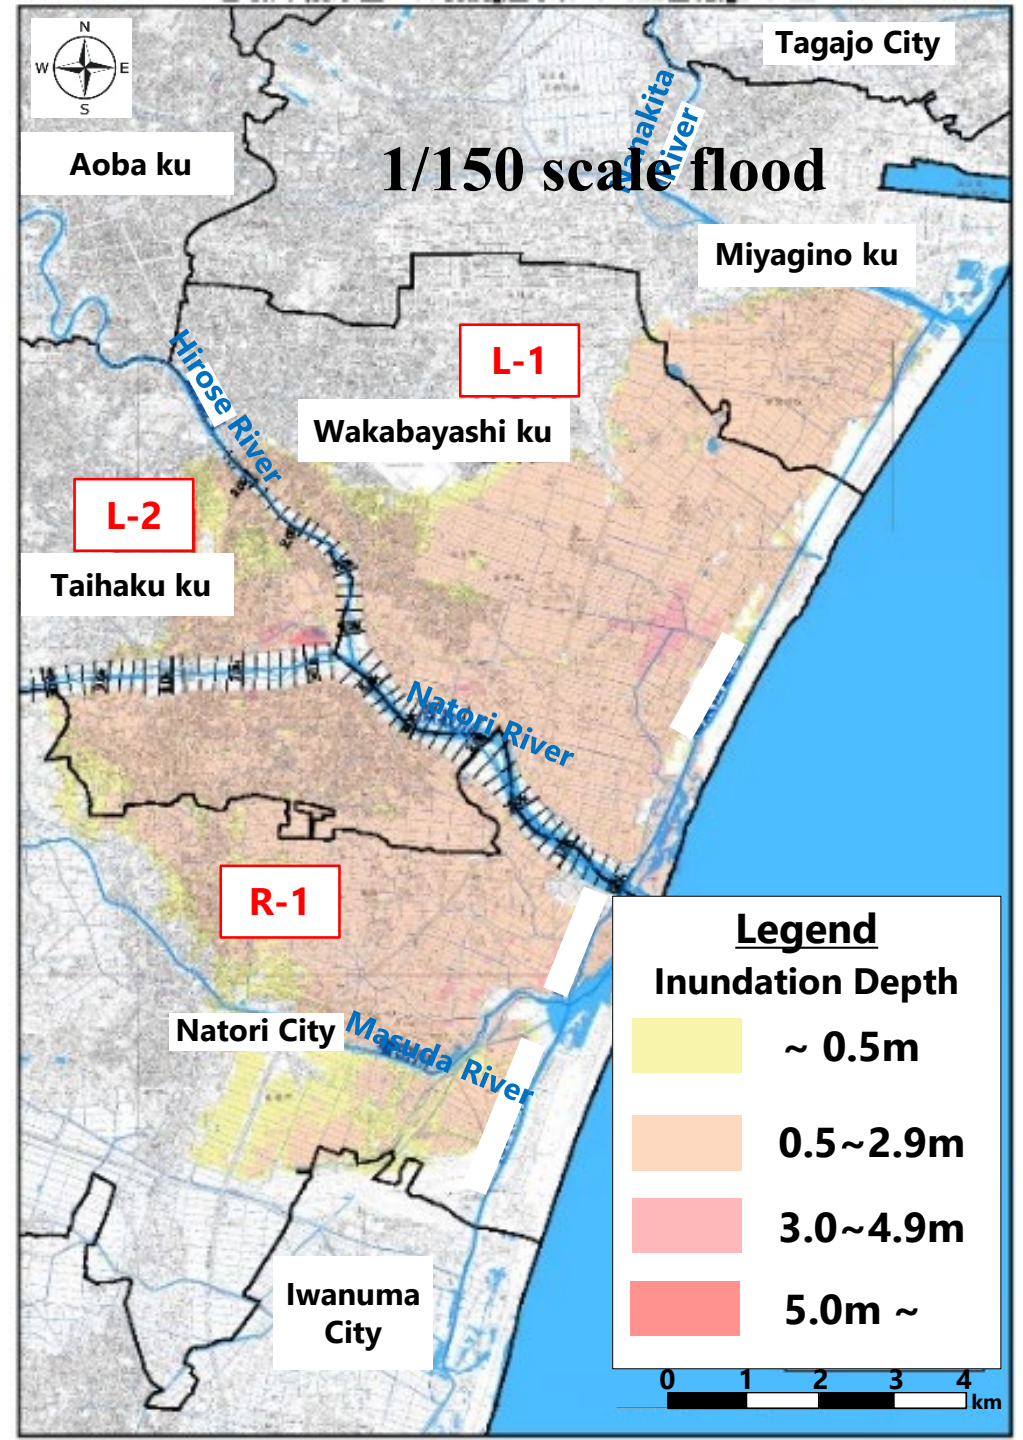 N
W E
S
Tagajo City
Nanakita
River
Aoba ku
1/150 scale flood
Miyagino ku
Hirose River
L-1
Wakabayashi ku
L-2
Taihaku ku
Natori River
R-1
Natori City
Masuda River
Iwanuma
City
Legend
Inundation Depth
~ 0.5m
0.5~2.9m
3.0~4.9m
5.0m ~
0 1 2 3 4
km